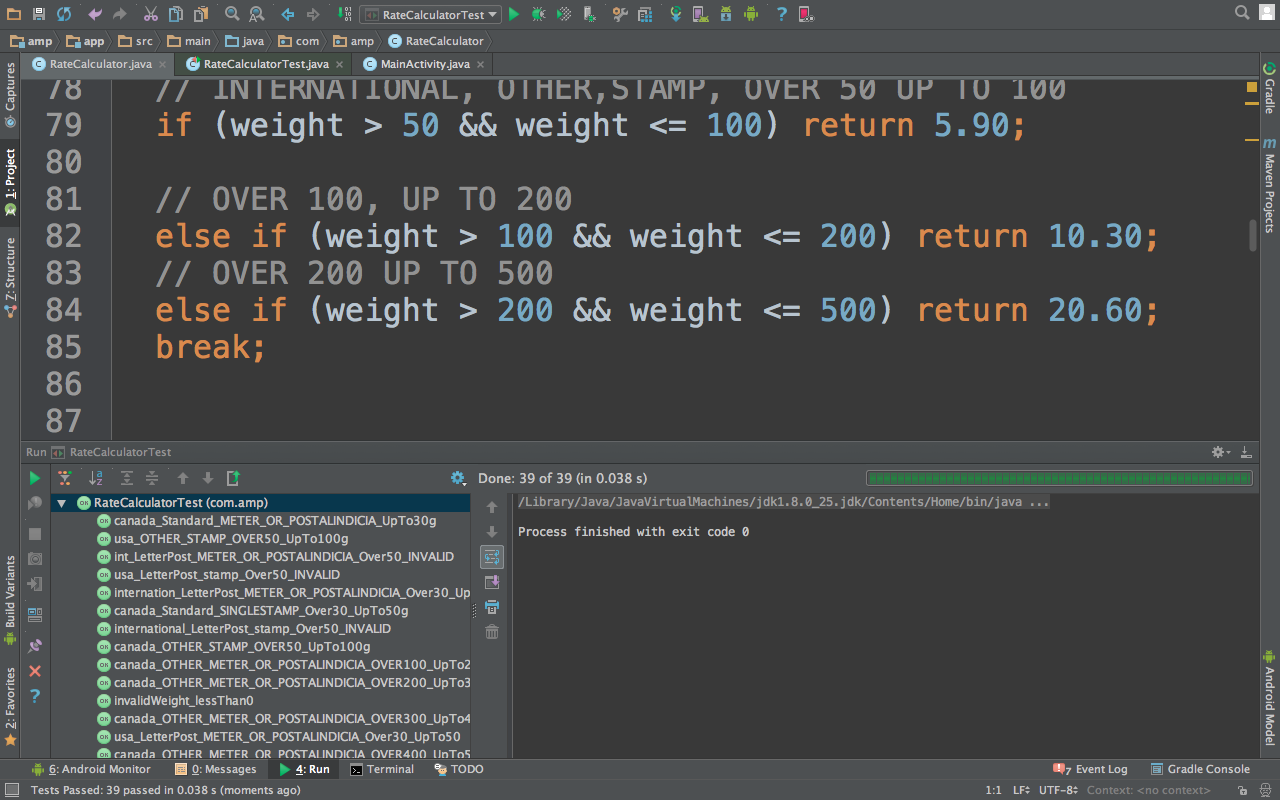 RateCalculatorTest
amp app src main java com amp RateCalculator
RateCalculator.java RateCalculatorTest.java MainActivity.java
Captures
1: Project
7: Structure
Build Variants
2: Favorites
Gradle
m Maven Projects
Android Model
78 // INTERNATIONAL, OTHER,STAMP, OVER 50 UP TO 100
79 if (weight > 50 && weight <= 100) return 5.90;
80
81 // OVER 100, UP TO 200
82 else if (weight > 100 && weight <= 200) return 10.30;
83 // OVER 200 UP TO 500
84 else if (weight > 200 && weight <= 500) return 20.60;
85 break;
86
87
Run RateCalculatorTest
Done: 39 of 39 (in 0.038 s)
RateCalculatorTest (com.amp)
canada_Standard_METER_OR_POSTALINDICIA_UpTo30g
usa_OTHER_STAMP_OVER50_UpTo100g
int_LetterPost_METER_OR_POSTALINDICIA_Over50_INVALID
usa_LetterPost_stamp_Over50_INVALID
internation_LetterPost_METER_OR_POSTALINDICIA_Over30_Up
canada_Standard_SINGLESTAMP_Over30_UpTo50g
international_LetterPost_stamp_Over50_INVALID
canada_OTHER_STAMP_OVER50_UpTo100g
canada_OTHER_METER_OR_POSTALINDICIA_OVER100_UpTo2
canada_OTHER_METER_OR_POSTALINDICIA_OVER200_UpTo3
invalidWeight_lessThan0
canada_OTHER_METER_OR_POSTALINDICIA_OVER300_UpTo4
usa_LetterPost_METER_OR_POSTALINDICIA_Over30_UpTo50
canada_OTHER_METER_OR_POSTALINDICIA_OVER400_UpTo5
/Library/Java/JavaVirtualMachines/jdk1.8.0_25.jdk/Contents/Home/bin/java ...
Process finished with exit code 0
6: Android Monitor 0: Messages 4: Run Terminal TODO 7 Event Log Gradle Console
Tests Passed: 39 passed in 0.038 s (moments ago) 1:1 LF UTF-8 Context: <no context>